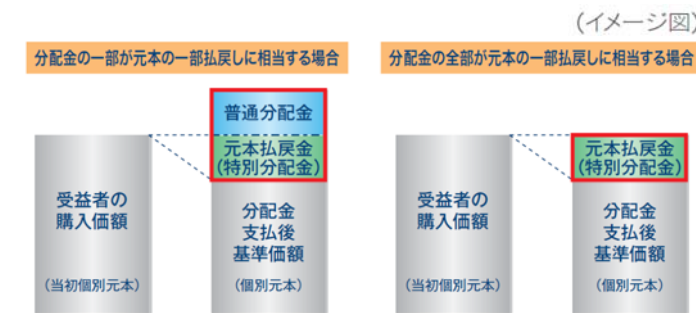 (イメージ図)
分配金の一部が元本の一部払戻しに相当する場合
普通分配金
元本払戻金
(特別分配金)
受益者の
購入価額
(当初個別元本)
分配金
支払後
基準価額
(個別元本)
分配金の全部が元本の一部払戻しに相当する場合
元本払戻金
(特別分配金)
受益者の
購入価額
(当初個別元本)
分配金
支払後
基準価額
(個別元本)